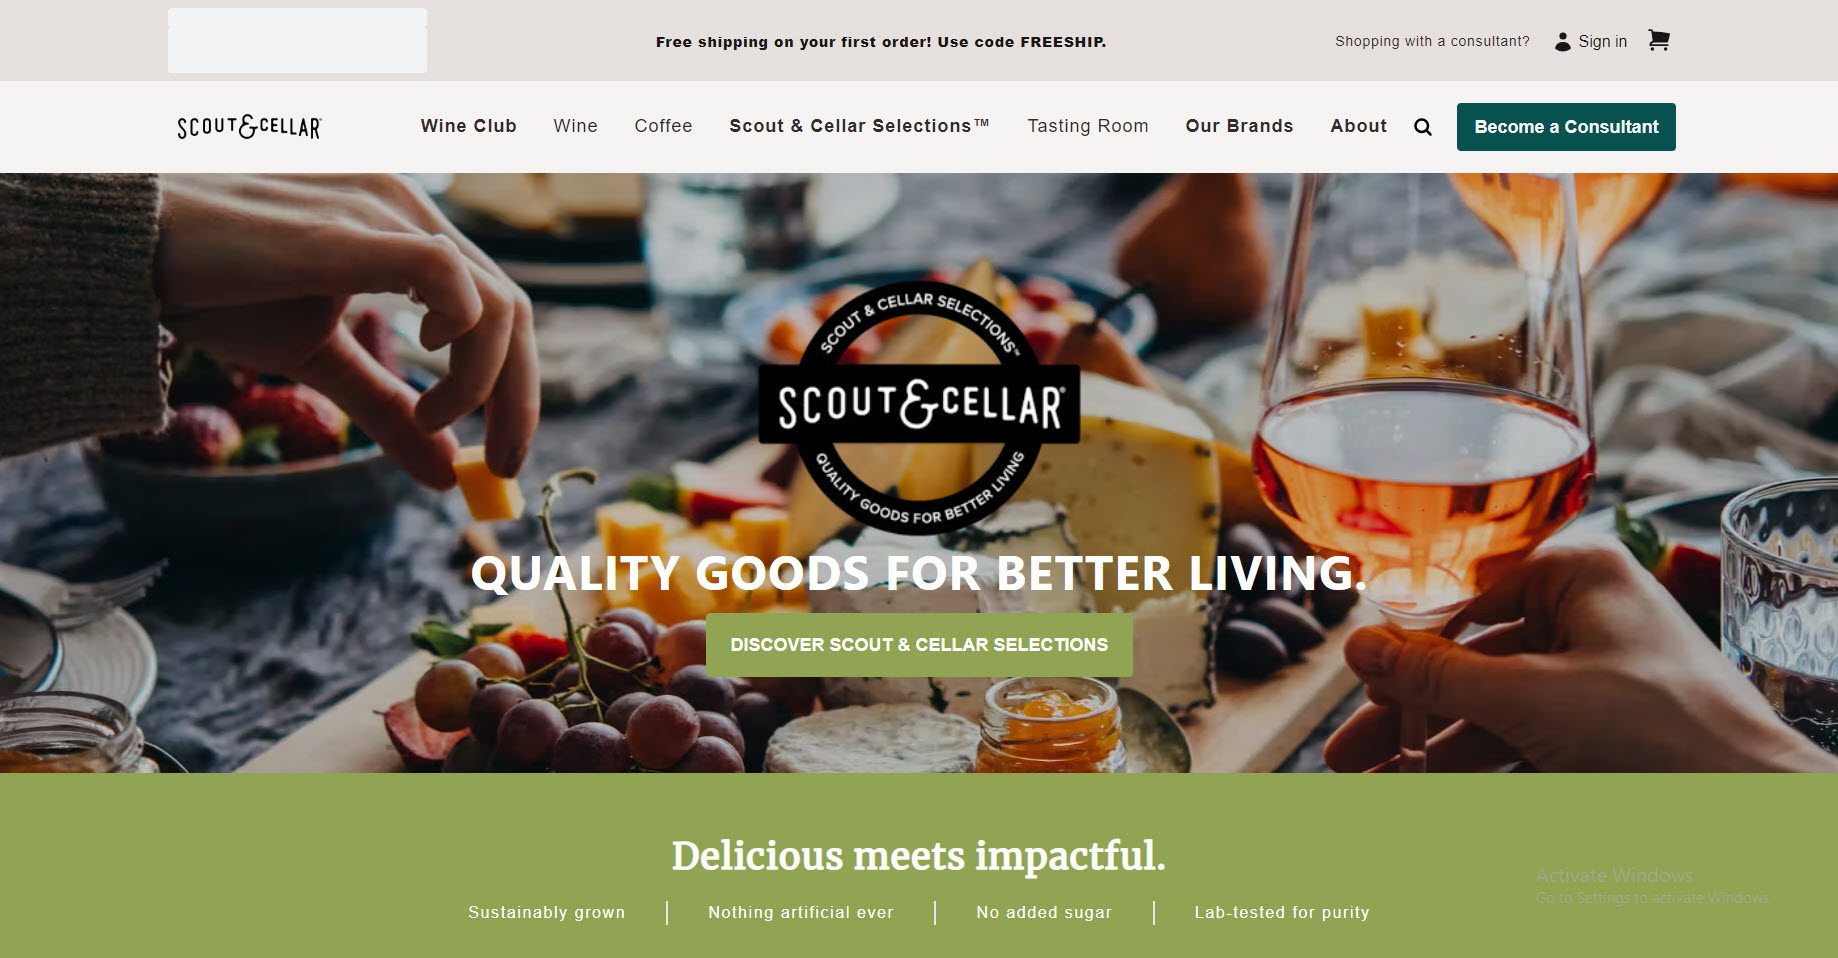 Free shipping on your first order! Use code FREESHIP.
Shopping with a consultant?
Sign in
SCOUT & CELLAR®
Wine Club
Wine
Coffee
Scout & Cellar Selections™
Tasting Room
Our Brands
About
Become a Consultant
SCOUT & CELLAR SELECTIONS™
SCOUT & CELLAR®
QUALITY GOODS FOR BETTER LIVING
QUALITY GOODS FOR BETTER LIVING.
DISCOVER SCOUT & CELLAR SELECTIONS
Delicious meets impactful.
Sustainably grown
Nothing artificial ever
No added sugar
Lab-tested for purity
Activate Windows
Go to Settings to activate Windows.